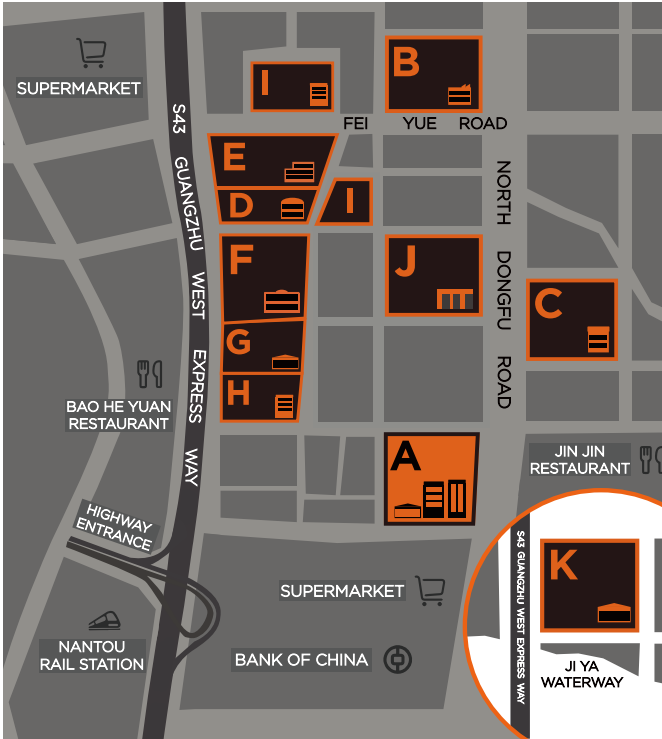 SUPERMARKET
I
B
FEI YUE ROAD
S43 GUANGZHU WEST EXPRESS WAY
E
D
I
NORTH DONGFU ROAD
F
J
C
G
H
BAO HE YUAN
RESTAURANT
A
JIN JIN
RESTAURANT
HIGHWAY
ENTRANCE
S43 GUANGZHU WEST EXPRESS WAY
K
SUPERMARKET
NANTOU
RAIL STATION
BANK OF CHINA
JI YA
WATERWAY